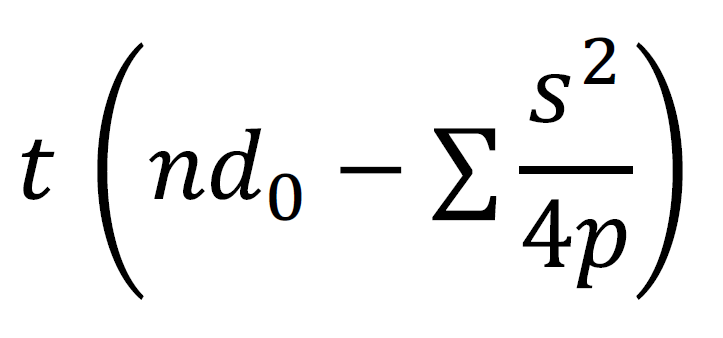 t (nd₀ − ∑ s²/4p)